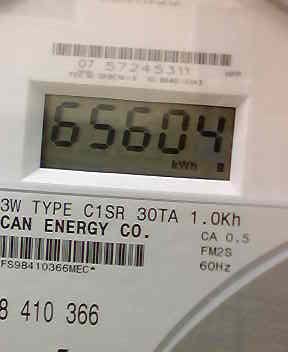 07 57245311
65604
kWh
3W TYPE C1SR 30TA 1.0Kh
CAN ENERGY CO.
CA 0.5
FM2S
60Hz
FS98410366MEC*
8 410 366